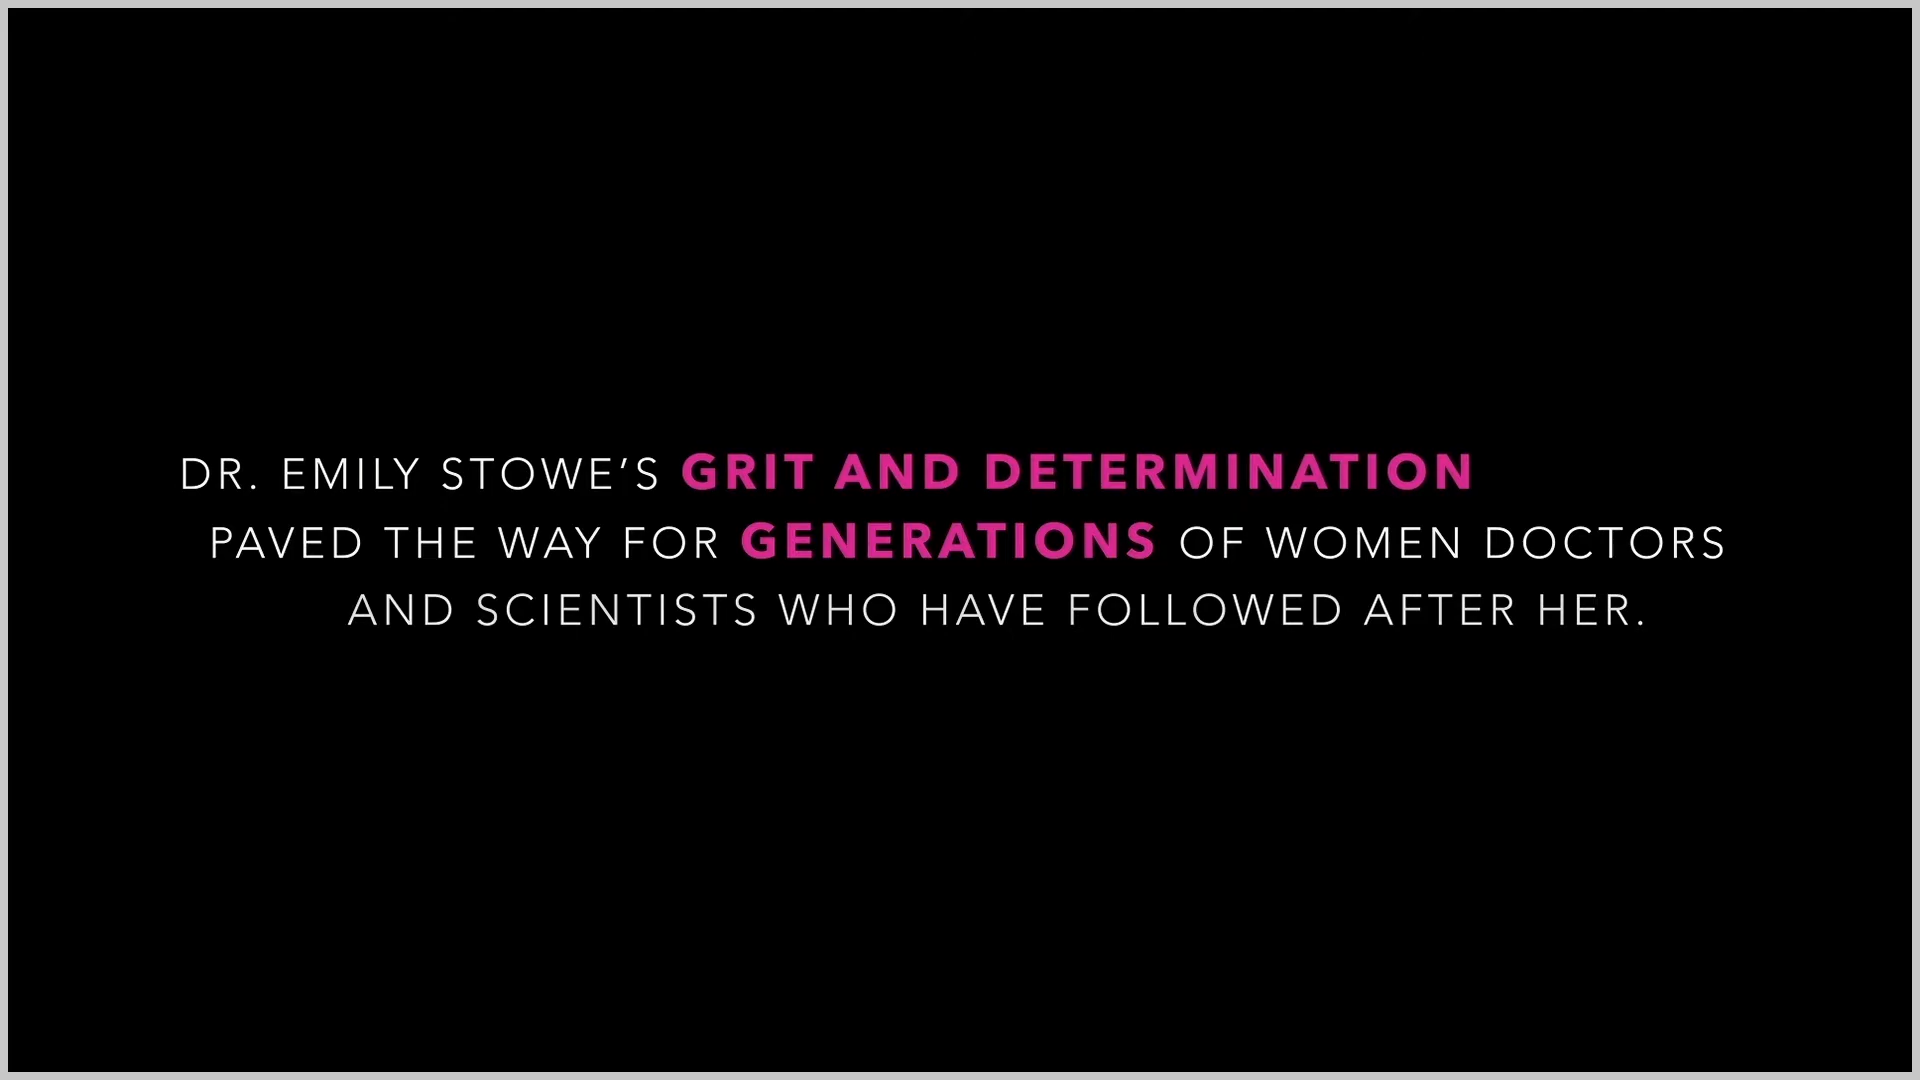 DR. EMILY STOWE’S GRIT AND DETERMINATION
PAVED THE WAY FOR GENERATIONS OF WOMEN DOCTORS
AND SCIENTISTS WHO HAVE FOLLOWED AFTER HER.